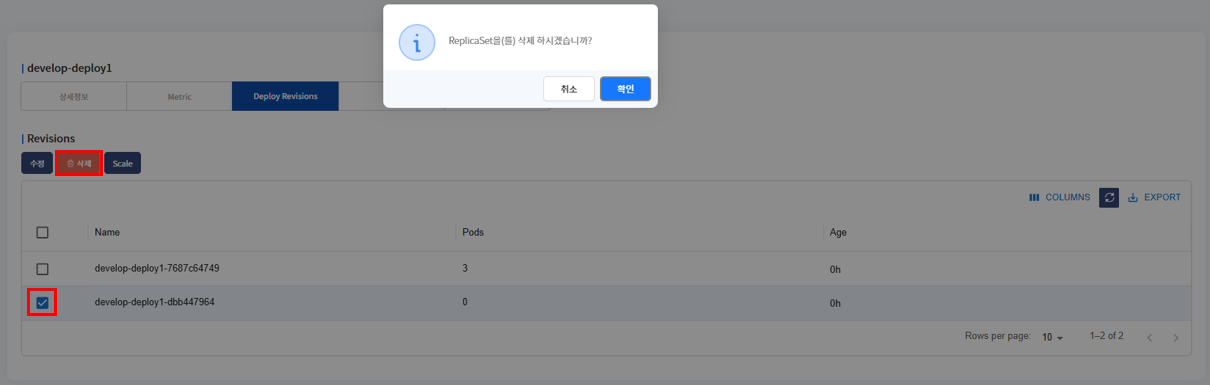 ReplicaSet을(를) 삭제 하시겠습니까?
취소
확인
develop-deploy1
상세정보
Metric
Deploy Revisions
Revisions
수정
삭제
Scale
COLUMNS
EXPORT
Name
Pods
Age
develop-deploy1-7687c64749
3
0h
develop-deploy1-dbb447964
0
0h
Rows per page:
10
1–2 of 2